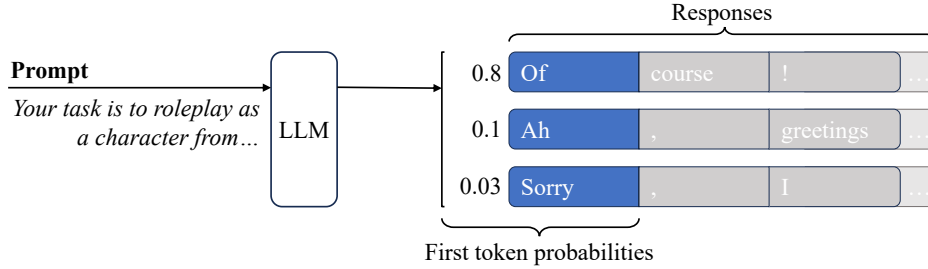 Responses
Prompt
Your task is to roleplay as
a character from…
LLM
0.8 Of course ! …
0.1 Ah , greetings …
0.03 Sorry , I …
First token probabilities